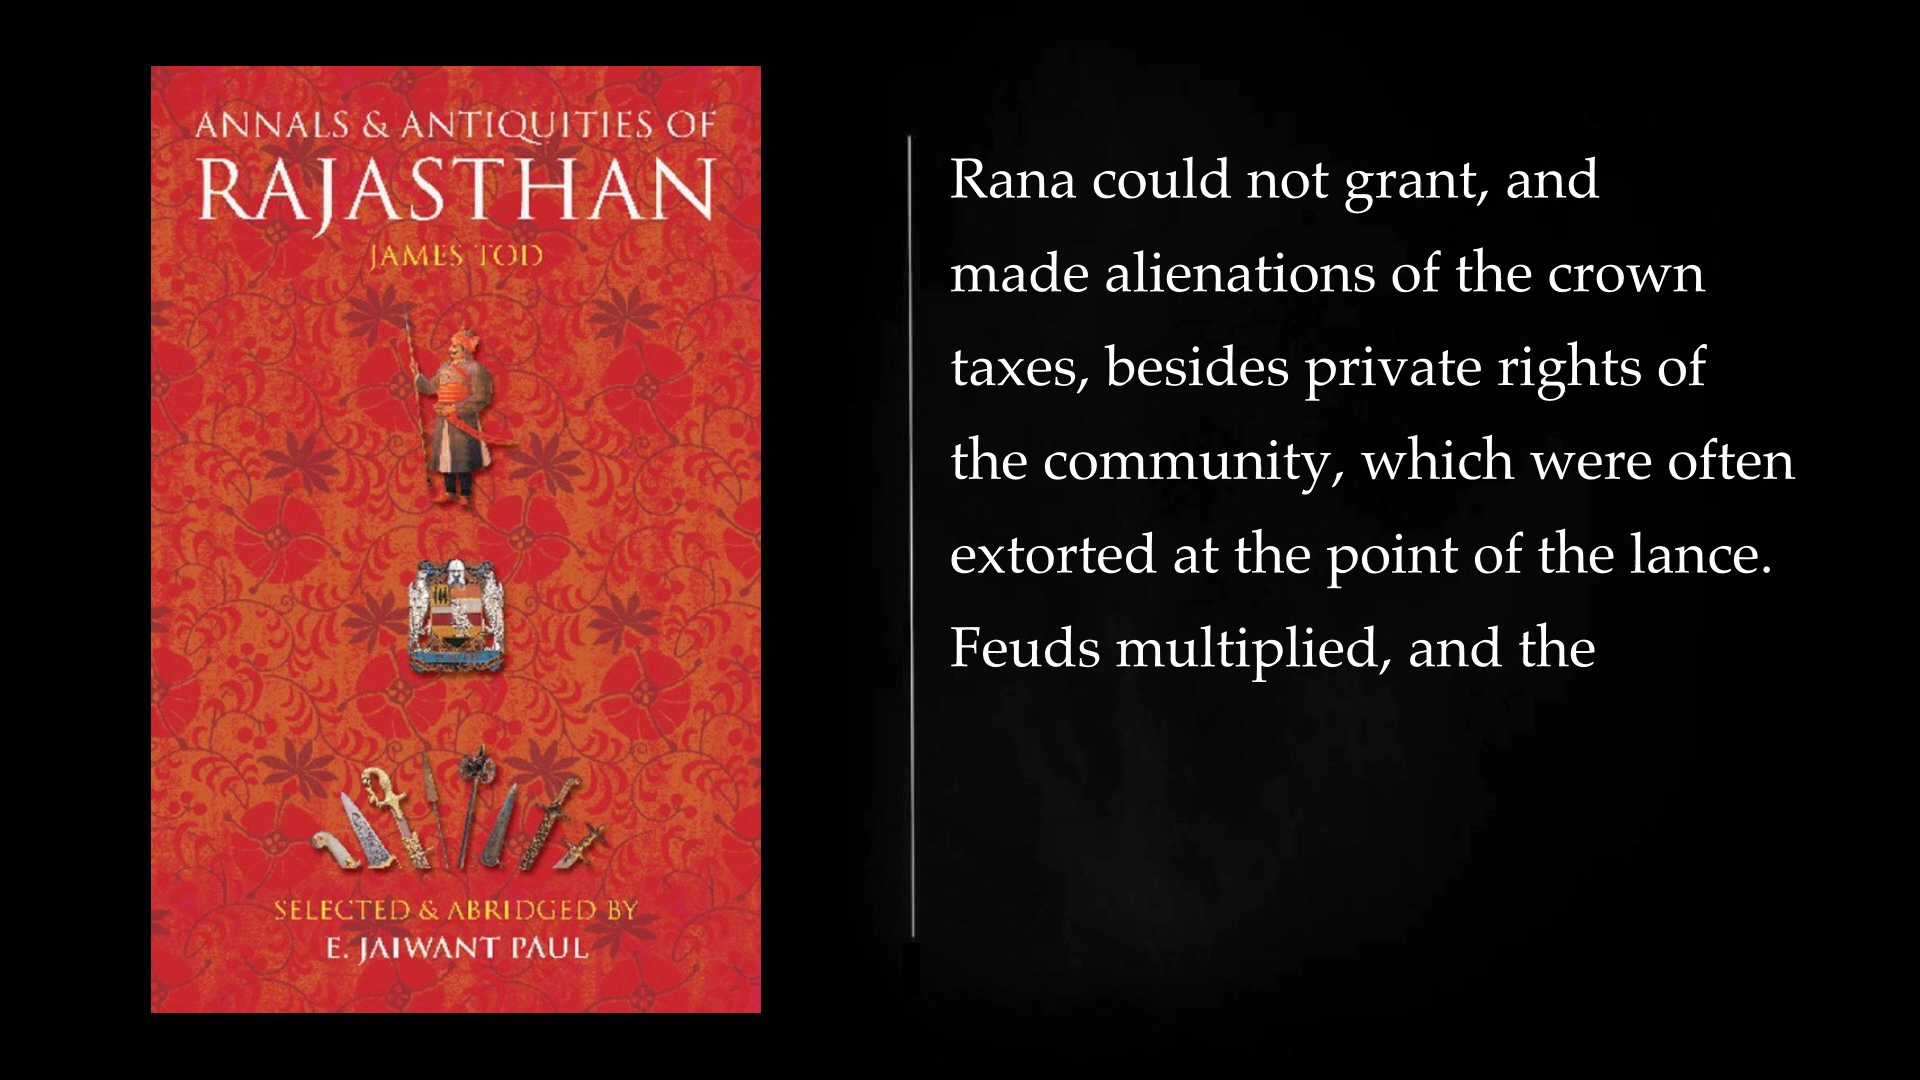 ANNALS & ANTIQUITIES OF
RAJASTHAN
JAMES TOD
SELECTED & ABRIDGED BY
E. JAIWANT PAUL
Rana could not grant, and
made alienations of the crown
taxes, besides private rights of
the community, which were often
extorted at the point of the lance.
Feuds multiplied, and the